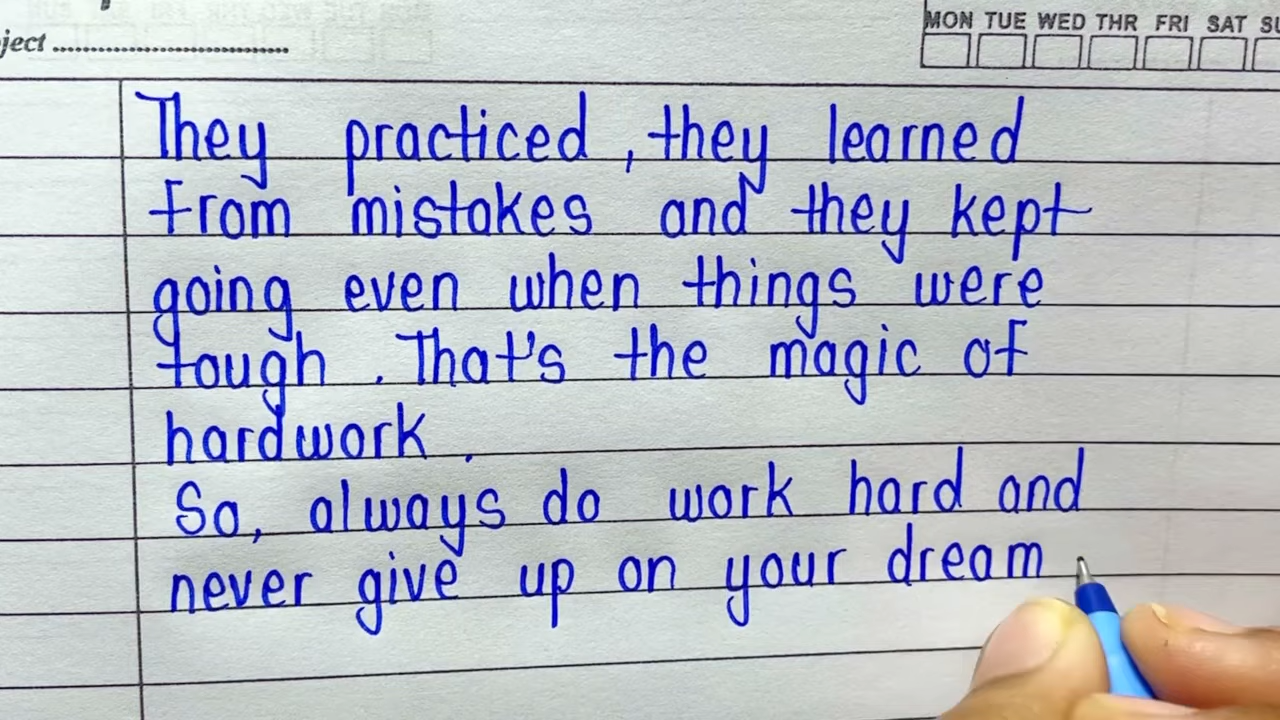 ject ........................................
MON TUE WED THR FRI SAT SU
They practiced , they learned
from mistakes and they kept
going even when things were
tough . That's the magic of
hardwork .
So, always do work hard and
never give up on your dream